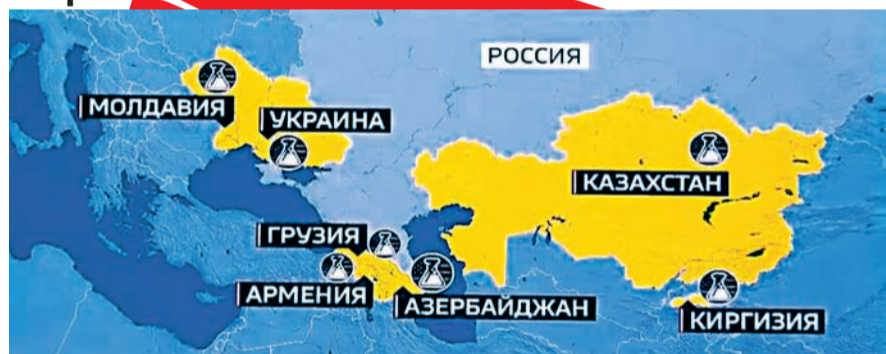 РОССИЯ
МОЛДАВИЯ
УКРАИНА
КАЗАХСТАН
ГРУЗИЯ
АРМЕНИЯ
АЗЕРБАЙДЖАН
КИРГИЗИЯ